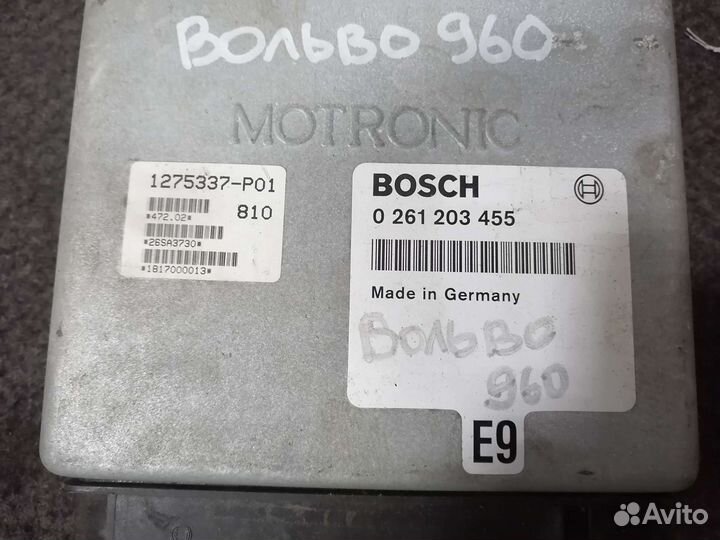 ВОЛЬВО 960
MOTRONIC
1275337-P01
810
*472.02*
*26SA3730*
*1817000013*
BOSCH
0 261 203 455
Made in Germany
ВОЛЬВО
960
E9
Avito